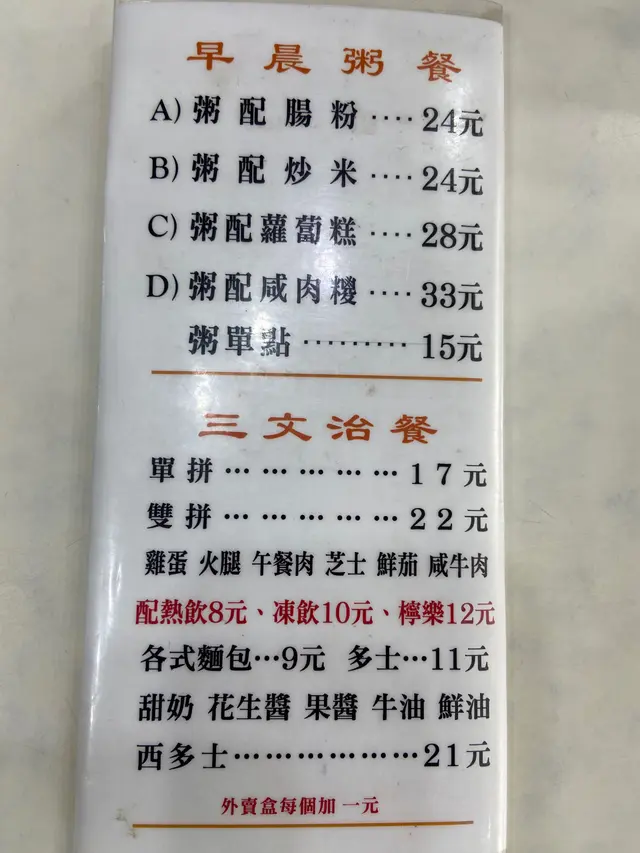 早晨粥餐
A) 粥配腸粉····24元
B) 粥配炒米····24元
C) 粥配蘿蔔糕····28元
D) 粥配咸肉糭····33元
粥單點·········15元
三文治餐
單拼… … … … … …17元
雙拼… … … … … …22元
雞蛋 火腿 午餐肉 芝士 鮮茄 咸牛肉
配熱飲8元、凍飲10元、檸樂12元
各式麵包…9元 多士…11元
甜奶 花生醬 果醬 牛油 鮮油
西多士………………21元
外賣盒每個加一元